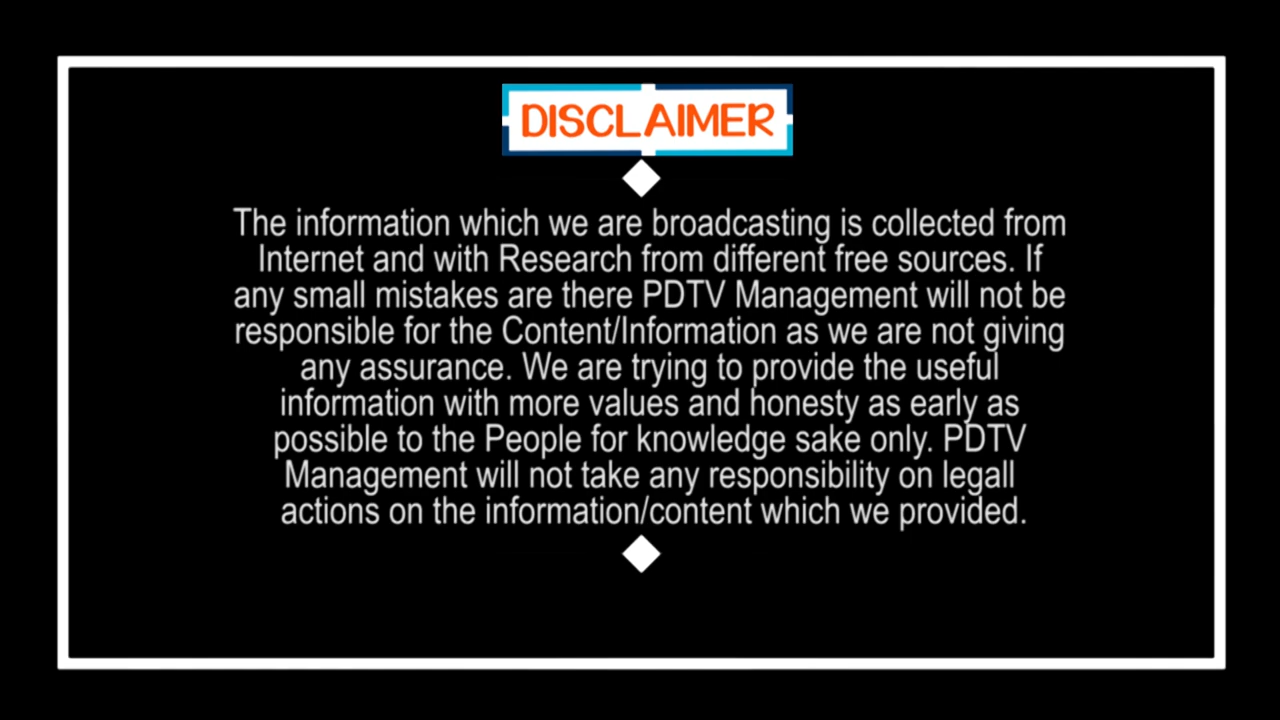 DISCLAIMER
The information which we are broadcasting is collected from
Internet and with Research from different free sources. If
any small mistakes are there PDTV Management will not be
responsible for the Content/Information as we are not giving
any assurance. We are trying to provide the useful
information with more values and honesty as early as
possible to the People for knowledge sake only. PDTV
Management will not take any responsibility on legall
actions on the information/content which we provided.